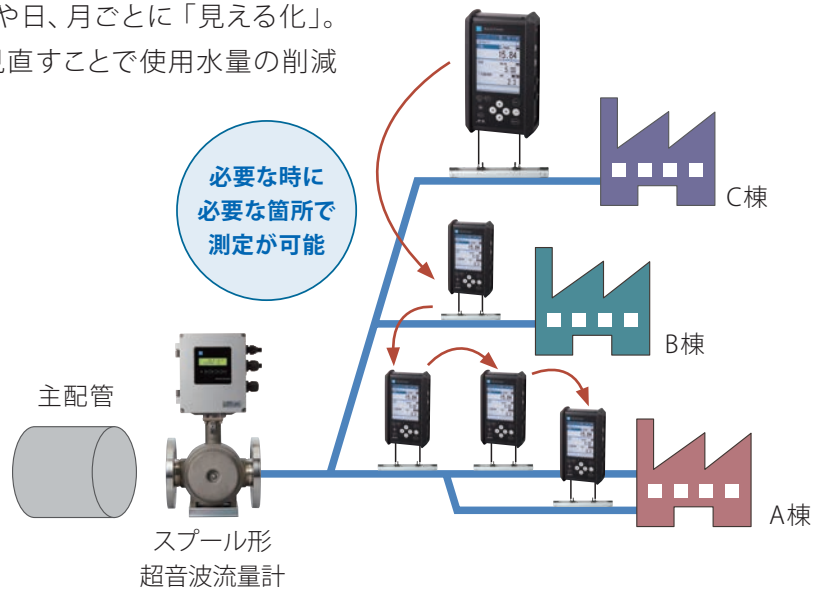 や日、月ごとに「見える化」。
見直すことで使用水量の削減
必要な時に
必要な箇所で
測定が可能
15.84
C棟
B棟
主配管
A棟
スプール形
超音波流量計